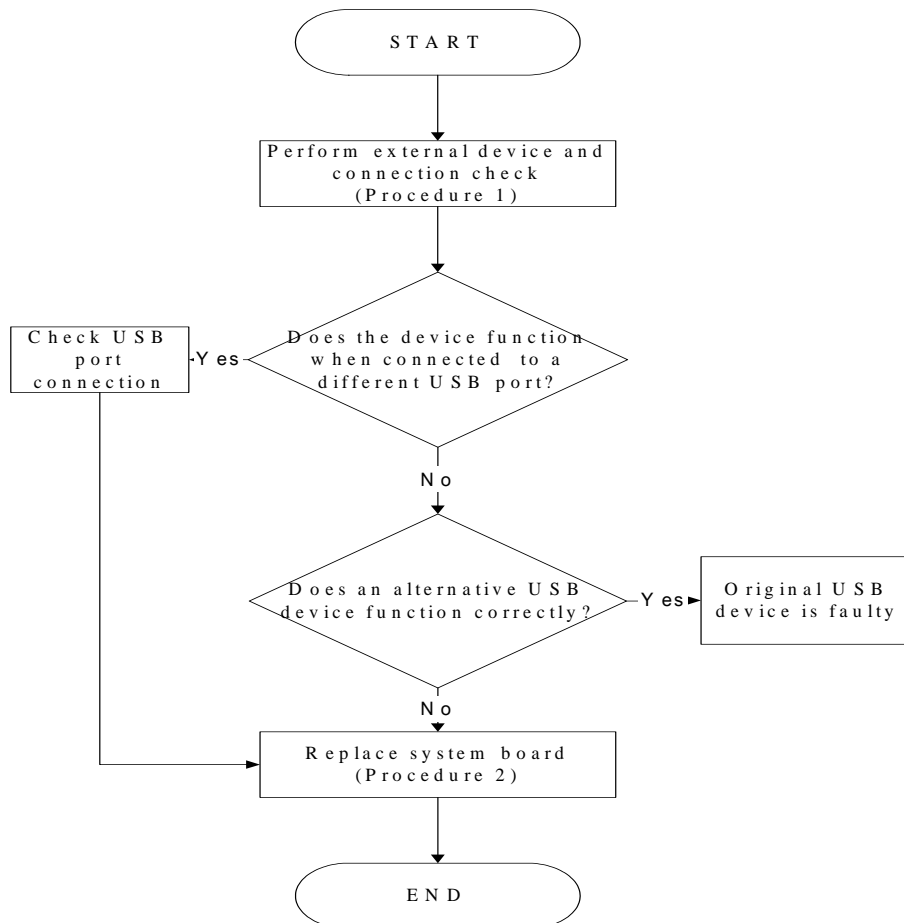 START
Perform external device and
connection check
(Procedure 1)
Does the device function
when connected to a
different USB port?
Yes
Check USB
port
connection
No
Does an alternative USB
device function correctly?
Yes
Original USB
device is faulty
No
Replace system board
(Procedure 2)
END